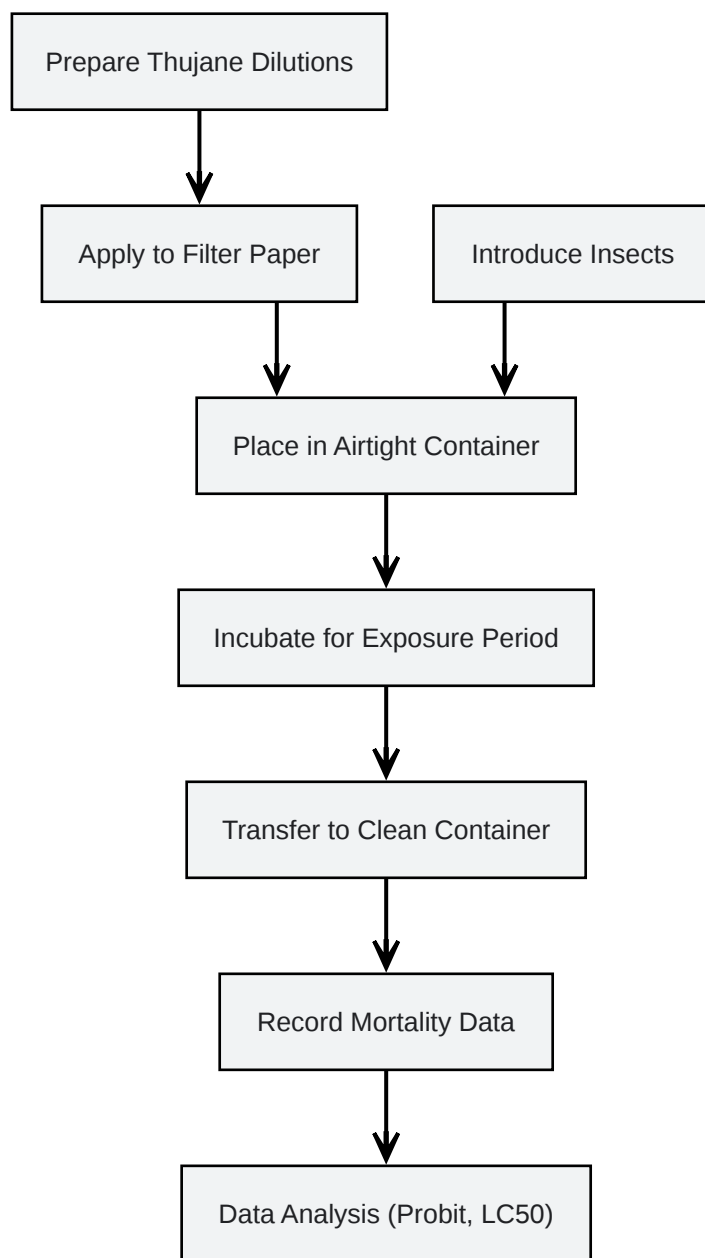 Prepare Thujane Dilutions
Apply to Filter Paper
Introduce Insects
Place in Airtight Container
Incubate for Exposure Period
Transfer to Clean Container
Record Mortality Data
Data Analysis (Probit, LC50)